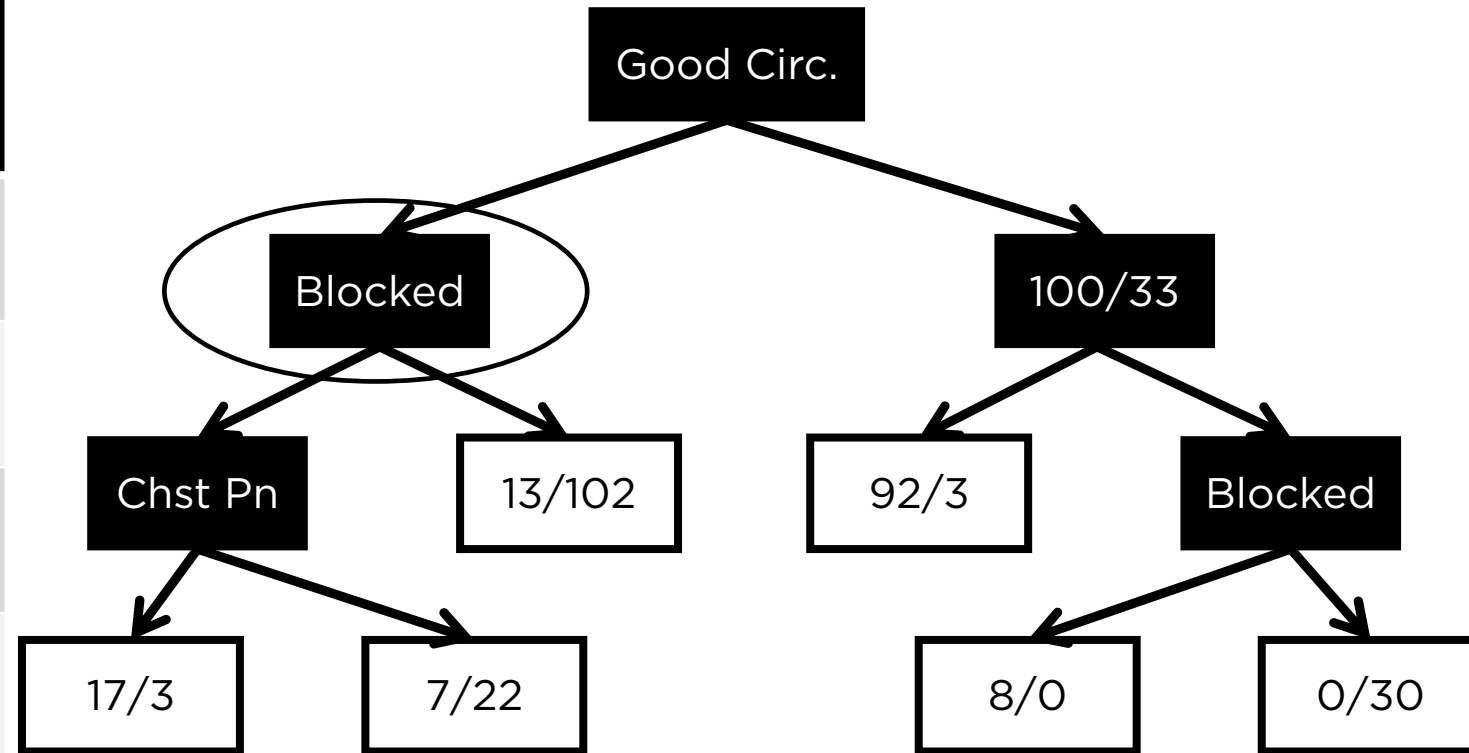 Good Circ.
Blocked
100/33
Chst Pn
13/102
92/3
Blocked
17/3
7/22
8/0
0/30